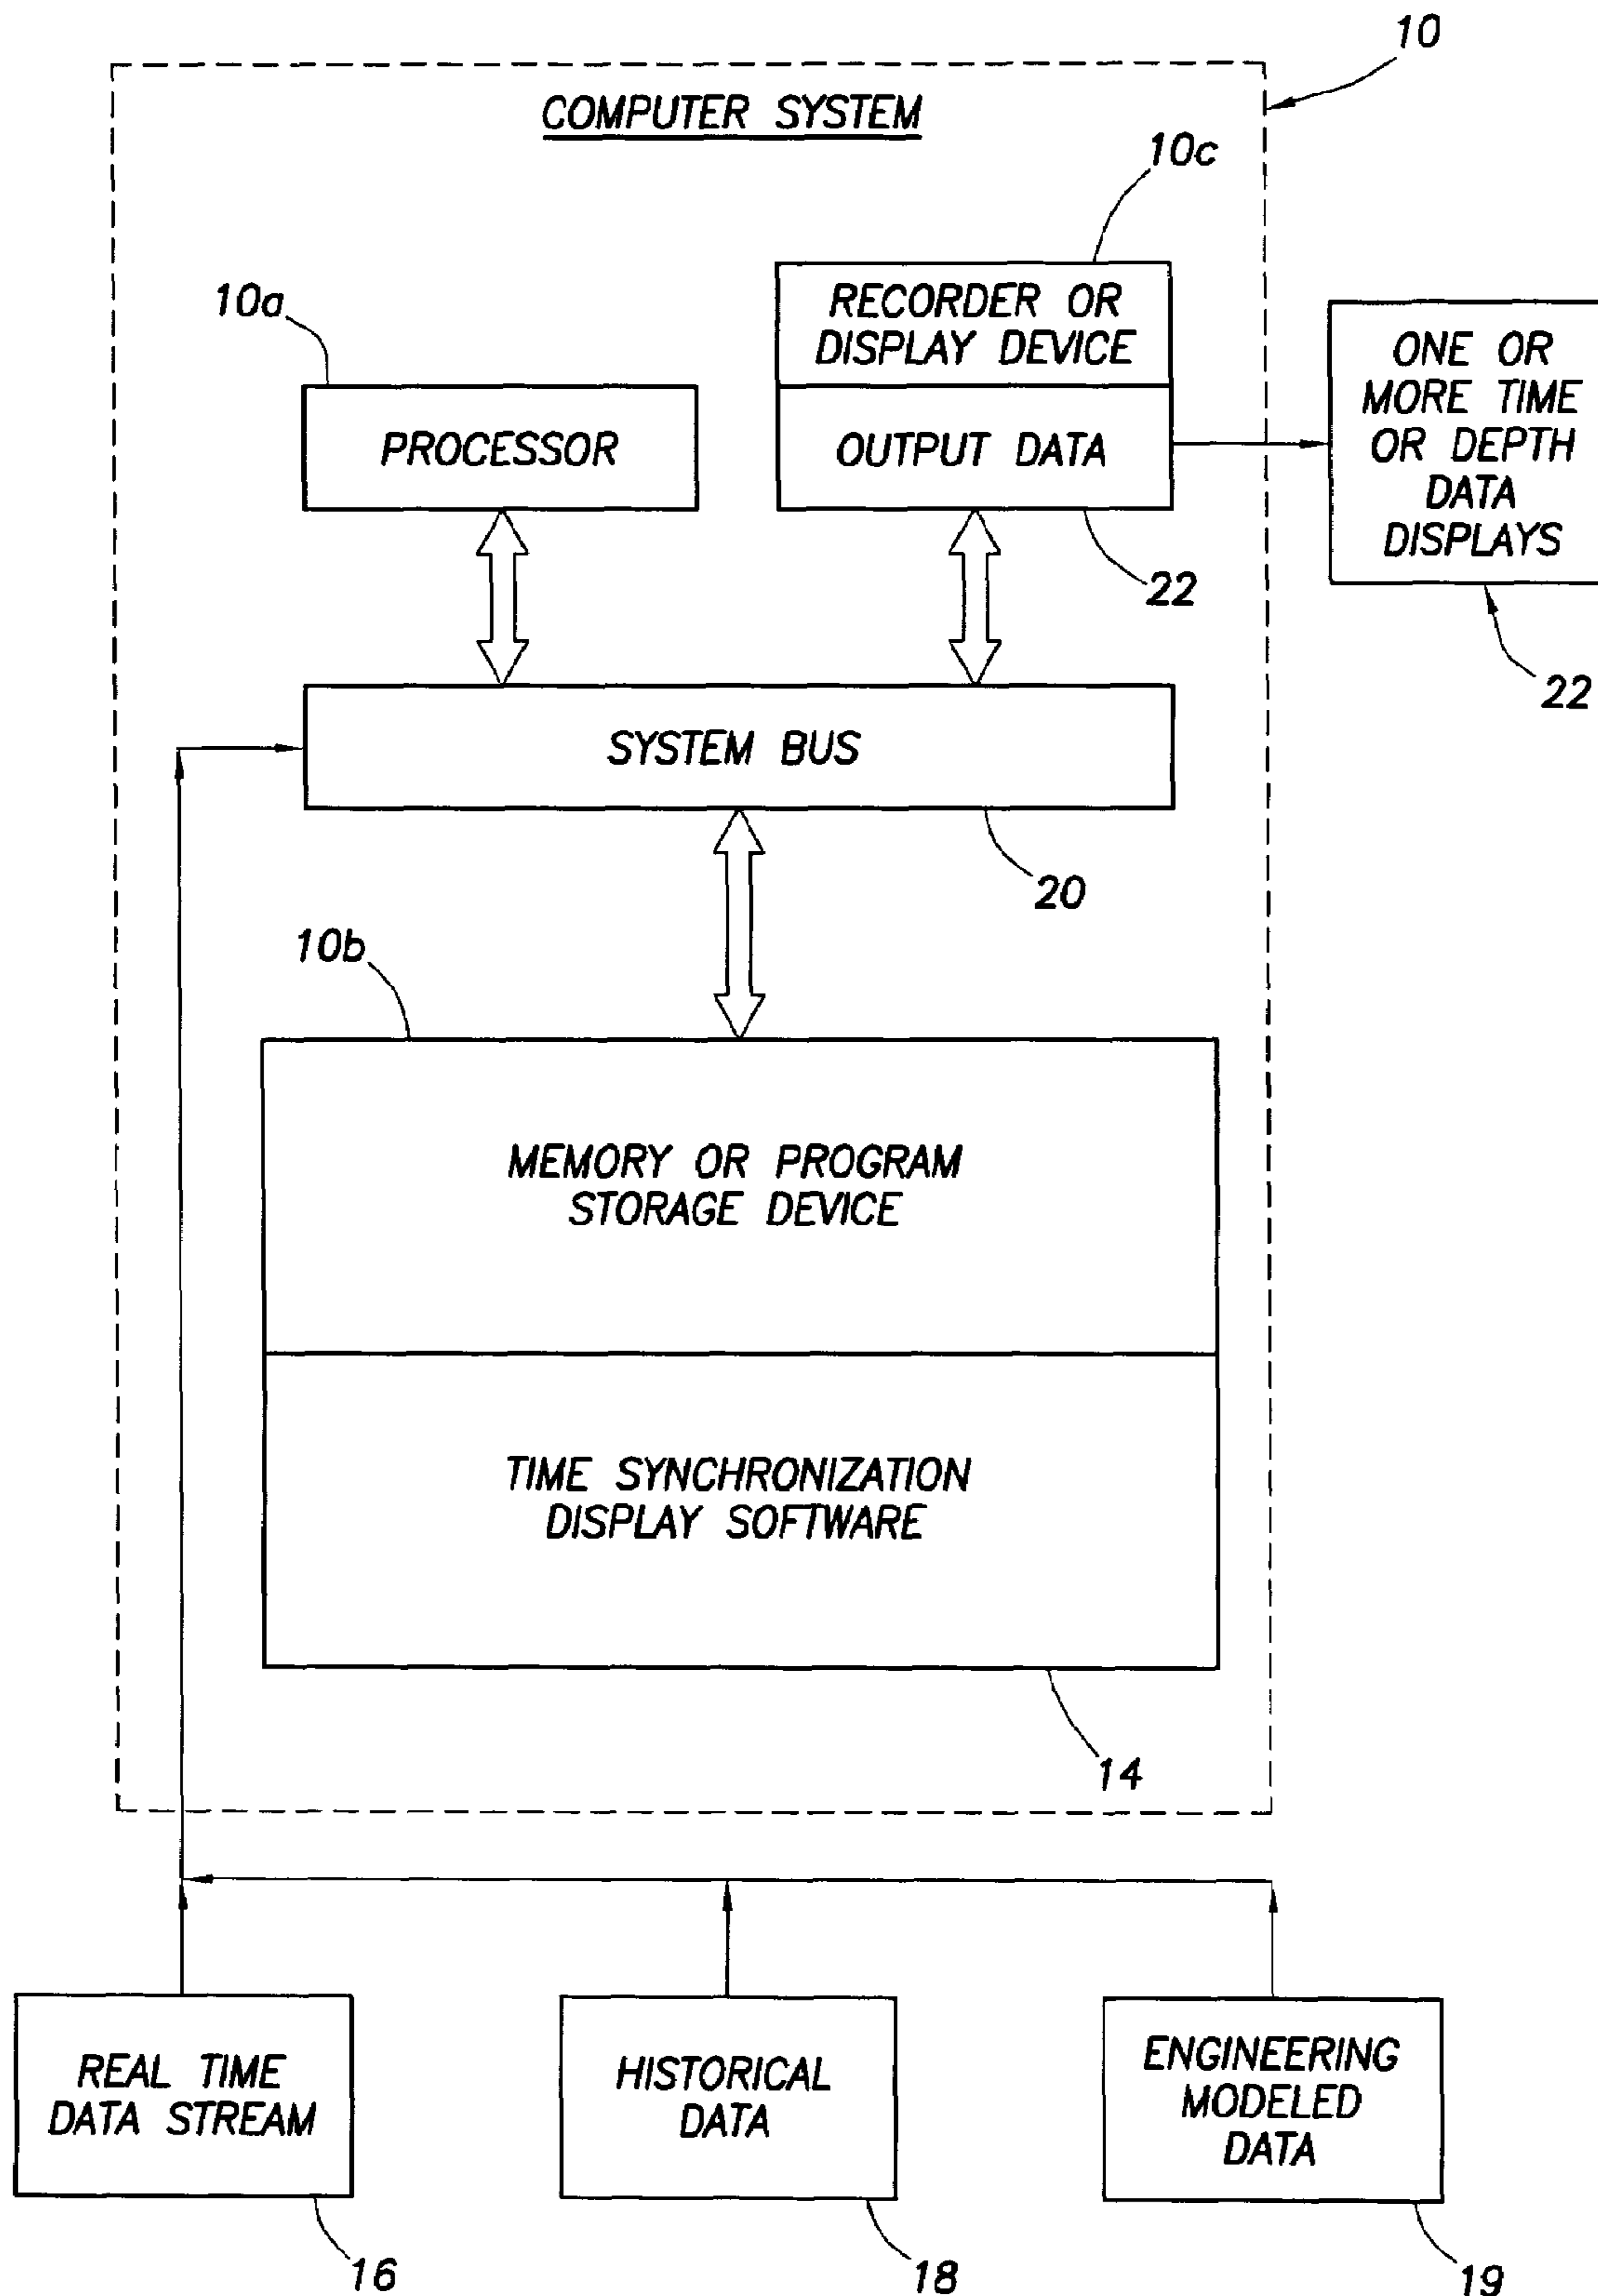 10
COMPUTER SYSTEM
10c
10a
RECORDER OR
DISPLAY DEVICE
PROCESSOR
OUTPUT DATA
ONE OR
MORE TIME
OR DEPTH
DATA
DISPLAYS
22
22
SYSTEM BUS
20
10b
MEMORY OR PROGRAM
STORAGE DEVICE
TIME SYNCHRONIZATION
DISPLAY SOFTWARE
14
REAL TIME
DATA STREAM
HISTORICAL
DATA
ENGINEERING
MODELED
DATA
16
18
19